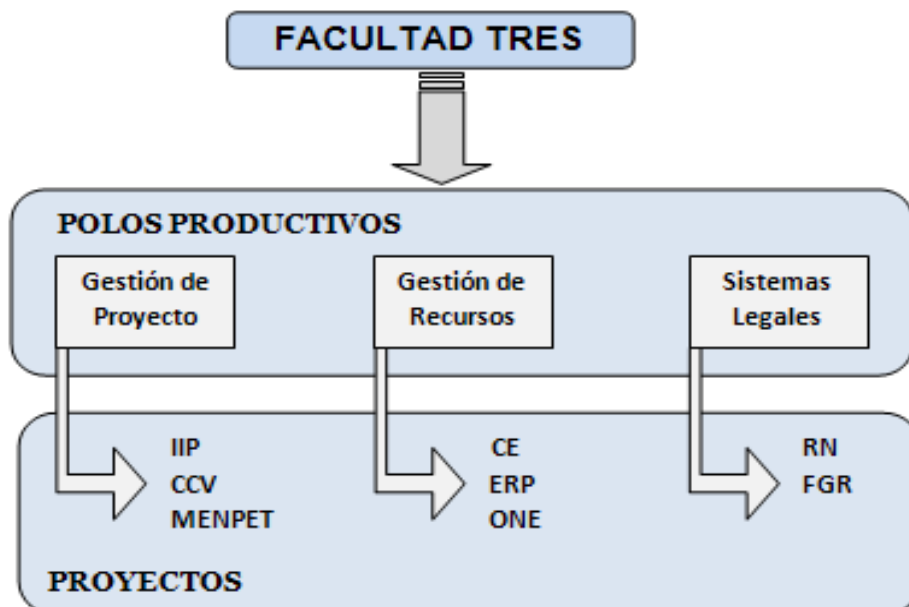 FACULTAD TRES
POLOS PRODUCTIVOS
Gestión de
Proyecto
Gestión de
Recursos
Sistemas
Legales
IIP
CCV
MENPET
CE
ERP
ONE
RN
FGR
PROYECTOS